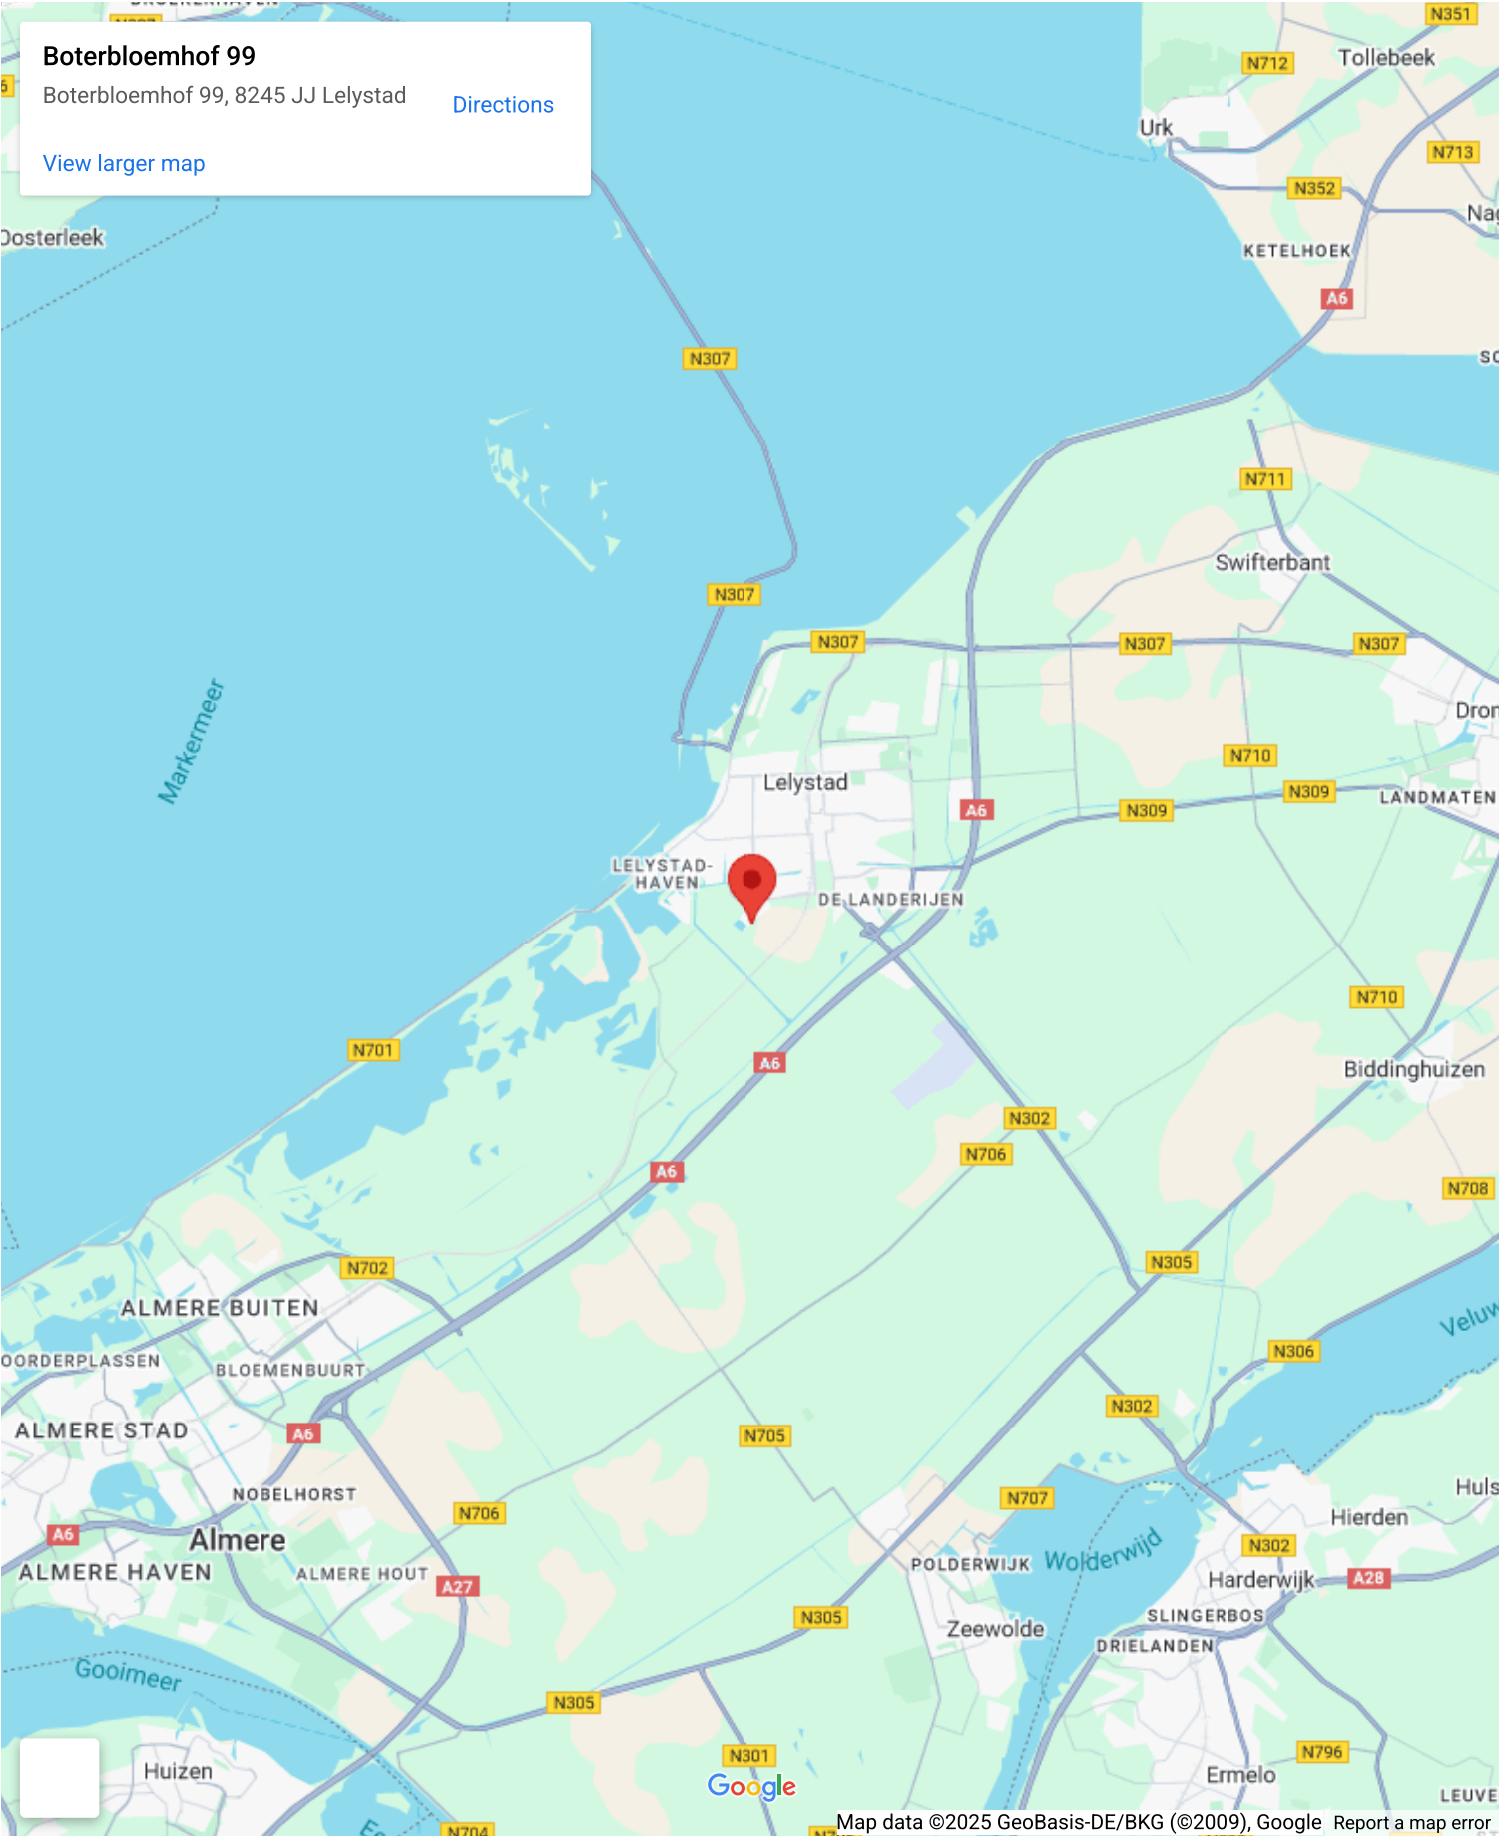 Boterbloemhof 99
Boterbloemhof 99, 8245 JJ Lelystad
Directions
View larger map
N351
Tollebeek
N712
Urk
N713
N352
Oosterleek
KETELHOEK
A6
N307
N711
Swifterbant
N307
N307
N307
N307
Markermeer
N710
Lelystad
N309
LANDMATEN
A6
N309
LELYSTAD-
HAVEN
DE LANDERIJEN
N710
N701
A6
Biddinghuizen
N302
N706
A6
N708
N305
N702
ALMERE BUITEN
N306
BLOEMENBUURT
N302
ALMERE STAD
A6
N705
NOBELHORST
N707
N706
Hierden
A6
Almere
N302
Wolderwijd
ALMERE HAVEN
ALMERE HOUT
POLDERWIJK
A27
Harderwijk
A28
N305
SLINGERBOS
Zeewolde
DRIELANDEN
Gooimeer
N305
N301
N796
Huizen
Ermelo
Google
Map data ©2025 GeoBasis-DE/BKG (©2009), Google
Report a map error
N704